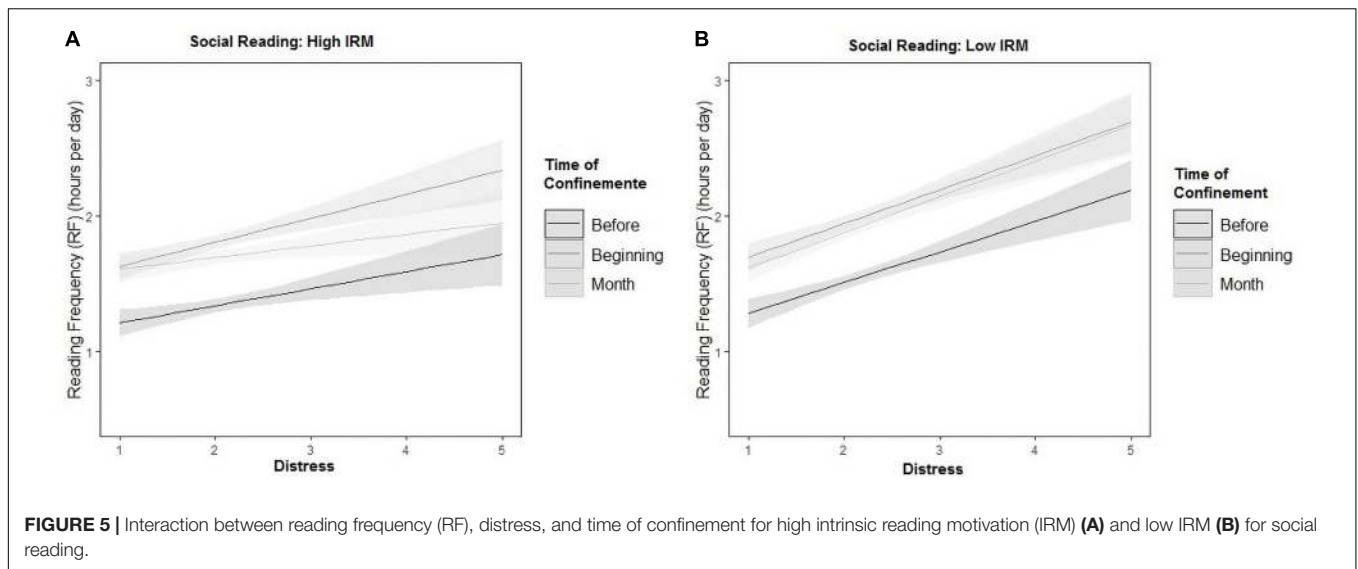 A
Social Reading: High IRM
Reading Frequency (RF) (hours per day)
3
2
1
1 2 3 4 5
Distress
Time of
Confinemente
Before
Beginning
Month
B
Social Reading: Low IRM
Reading Frequency (RF) (hours per day)
3
2
1
1 2 3 4 5
Distress
Time of
Confinement
Before
Beginning
Month
FIGURE 5 | Interaction between reading frequency (RF), distress, and time of confinement for high intrinsic reading motivation (IRM) (A) and low IRM (B) for social
reading.